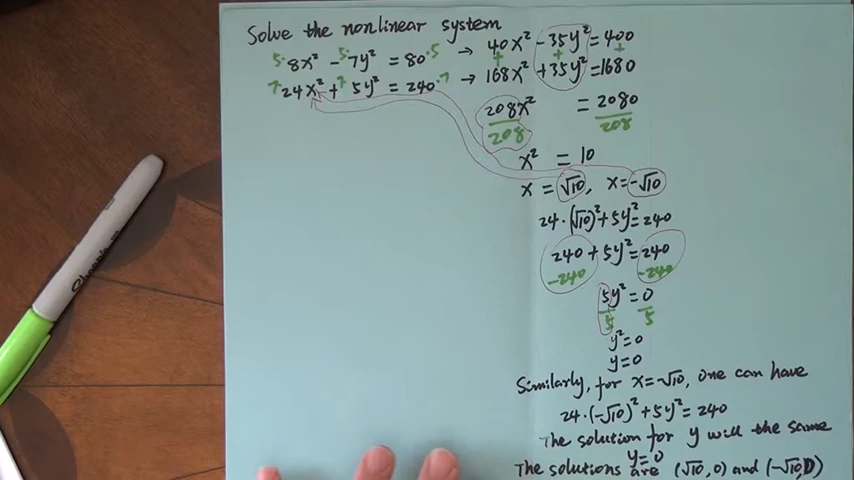 Solve the nonlinear system
5· 8x² - 5· 7y² = 80 ·5 → 40x² - 35y² = 400
7· 24x² + 7· 5y² = 240 ·7 → 168x² + 35y² = 1680
+ + +
208x² = 2080
208 208
x² = 10
x = √10, x = -√10
24·(√10)² + 5y² = 240
240 + 5y² = 240
-240 -240
5y² = 0
5 5
y² = 0
y = 0
Similarly, for x = -√10, one can have
24·(-√10)² + 5y² = 240
The solution for y will the same
y = 0
The solutions are (√10, 0) and (-√10, 0)
Sharpie